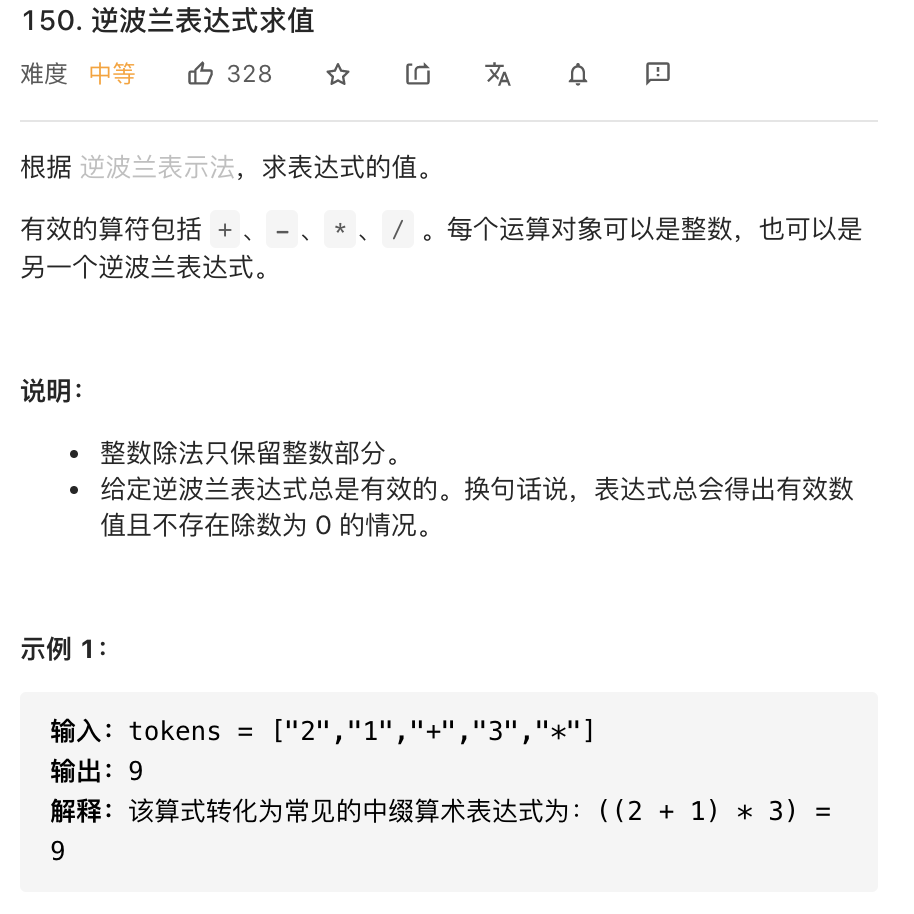 150. 逆波兰表达式求值
难度 中等 328
根据 逆波兰表示法，求表达式的值。
有效的算符包括 +、-、*、/ 。每个运算对象可以是整数，也可以是
另一个逆波兰表达式。
说明：
• 整数除法只保留整数部分。
• 给定逆波兰表达式总是有效的。换句话说，表达式总会得出有效数
值且不存在除数为 0 的情况。
示例 1：
输入：tokens = ["2","1","+","3","*"]
输出：9
解释：该算式转化为常见的中缀算术表达式为：((2 + 1) * 3) =
9